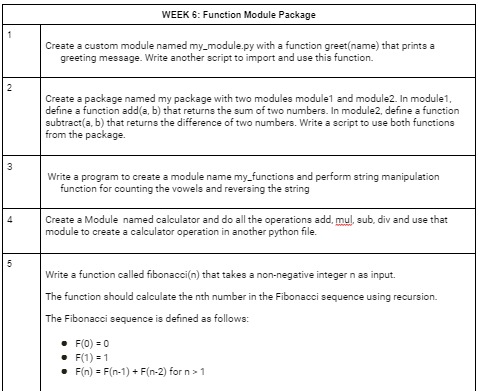 WEEK 6: Function Module Package
1
Create a custom module named my_module.py with a function greet(name) that prints a
greeting message. Write another script to import and use this function.
2
Create a package named my package with two modules module1 and module2. In module1,
define a function add(a, b) that returns the sum of two numbers. In module2, define a function
subtract(a, b) that returns the difference of two numbers. Write a script to use both functions
from the package.
3
Write a program to create a module name my_functions and perform string manipulation
function for counting the vowels and reversing the string
4
Create a Module named calculator and do all the operations add, mul, sub, div and use that
module to create a calculator operation in another python file.
5
Write a function called fibonacci(n) that takes a non-negative integer n as input.
The function should calculate the nth number in the Fibonacci sequence using recursion.
The Fibonacci sequence is defined as follows:
● F(0) = 0
● F(1) = 1
● F(n) = F(n-1) + F(n-2) for n > 1